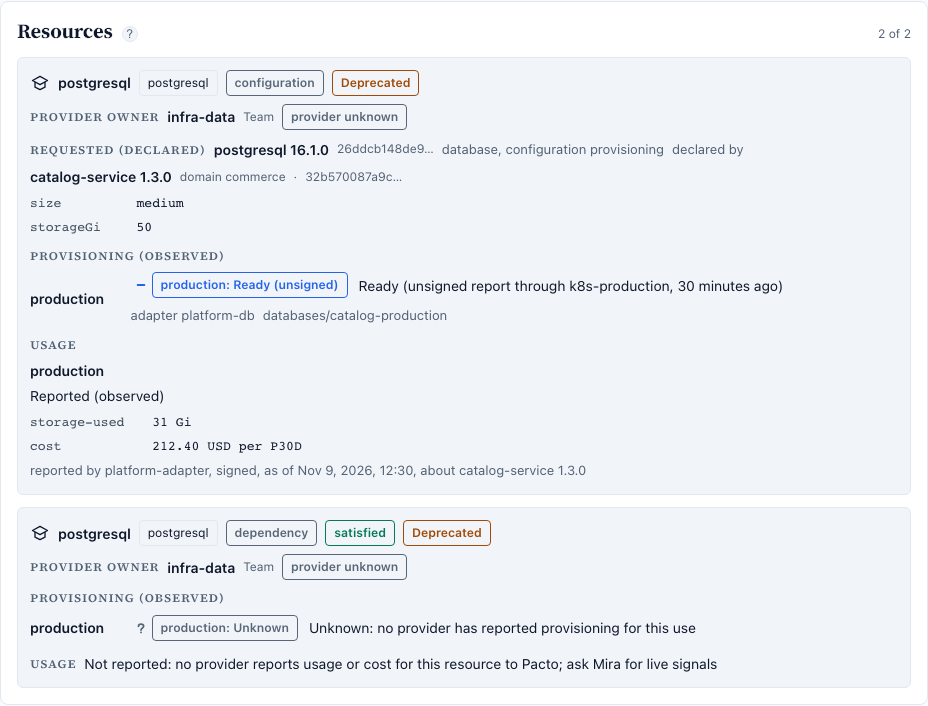 Resources ? 2 of 2
postgresql postgresql configuration Deprecated
PROVIDER OWNER infra-data Team provider unknown
REQUESTED (DECLARED) postgresql 16.1.0 26ddcb148de9... database, configuration provisioning declared by
catalog-service 1.3.0 domain commerce · 32b570087a9c...
size medium
storageGi 50
PROVISIONING (OBSERVED)
production – production: Ready (unsigned) Ready (unsigned report through k8s-production, 30 minutes ago)
adapter platform-db databases/catalog-production
USAGE
production
Reported (observed)
storage-used 31 Gi
cost 212.40 USD per P30D
reported by platform-adapter, signed, as of Nov 9, 2026, 12:30, about catalog-service 1.3.0
postgresql postgresql dependency satisfied Deprecated
PROVIDER OWNER infra-data Team provider unknown
PROVISIONING (OBSERVED)
production ? production: Unknown Unknown: no provider has reported provisioning for this use
USAGE Not reported: no provider reports usage or cost for this resource to Pacto; ask Mira for live signals